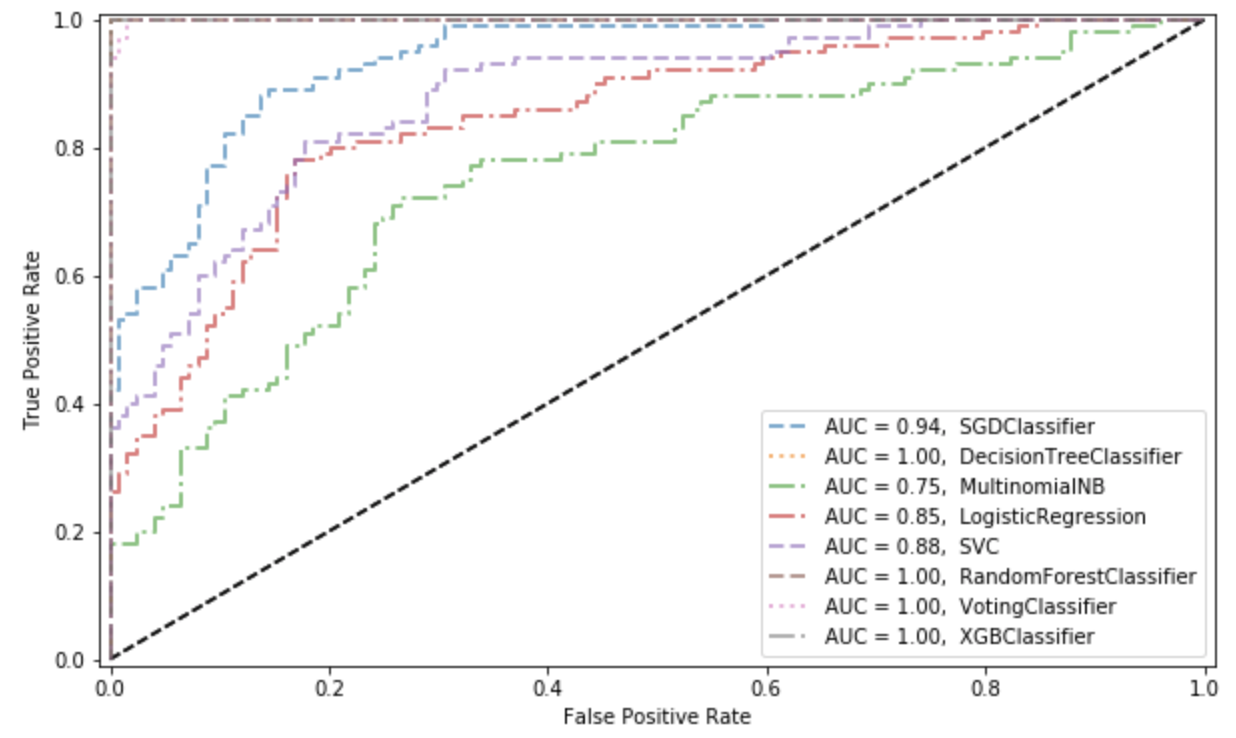 1.0
0.8
0.6
0.4
0.2
0.0
True Positive Rate
AUC = 0.94, SGDClassifier
AUC = 1.00, DecisionTreeClassifier
AUC = 0.75, MultinomialNB
AUC = 0.85, LogisticRegression
AUC = 0.88, SVC
AUC = 1.00, RandomForestClassifier
AUC = 1.00, VotingClassifier
AUC = 1.00, XGBClassifier
0.0 0.2 0.4 0.6 0.8 1.0
False Positive Rate